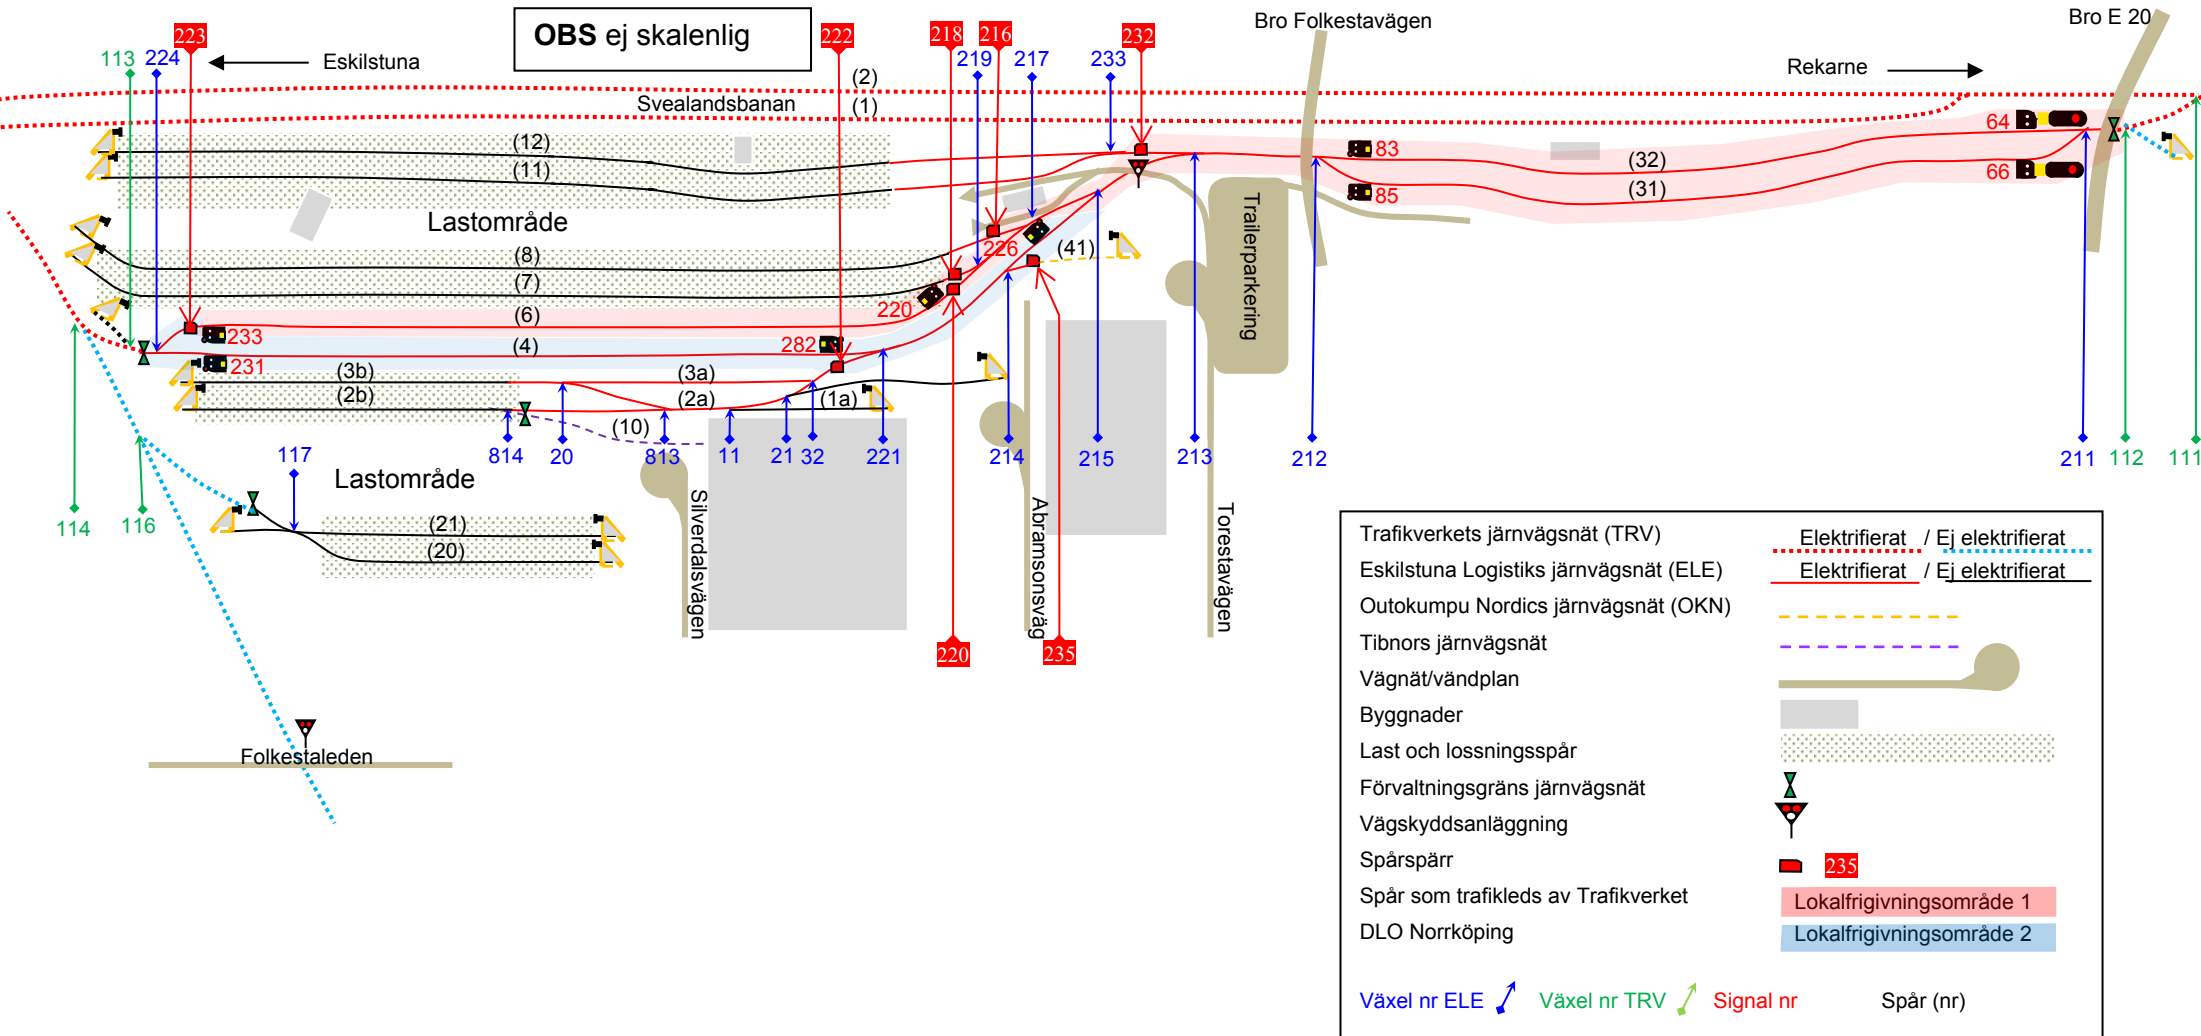 OBS ej skalenlig
Bro Folkestavägen
Bro E 20
223
222
218
216
232
113
224
Eskilstuna
219
217
233
Rekarne
(2)
Svealandsbanan
(1)
(12)
(11)
83
85
(32)
(31)
64
66
Lastområde
Trailerparkering
226
(41)
(8)
(7)
220
(6)
233
(4)
282
231
(3b)
(3a)
(2b)
(2a)
(1a)
(10)
814
20
813
11
21
32
221
214
215
213
212
211
112
111
117
Lastområde
114
116
(21)
(20)
Silverdalsvägen
Abramsonsväg
Torestavägen
220
235
Folkestaleden
Trafikverkets järnvägsnät (TRV)
Elektrifierat / Ej elektrifierat
Eskilstuna Logistiks järnvägsnät (ELE)
Elektrifierat / Ej elektrifierat
Outokumpu Nordics järnvägsnät (OKN)
Tibnors järnvägsnät
Vägnät/vändplan
Byggnader
Last och lossningsspår
Förvaltningsgräns järnvägsnät
Vägskyddsanläggning
Spårspärr
235
Spår som trafikleds av Trafikverket
Lokalfrigivningsområde 1
DLO Norrköping
Lokalfrigivningsområde 2
Växel nr ELE
Växel nr TRV
Signal nr
Spår (nr)